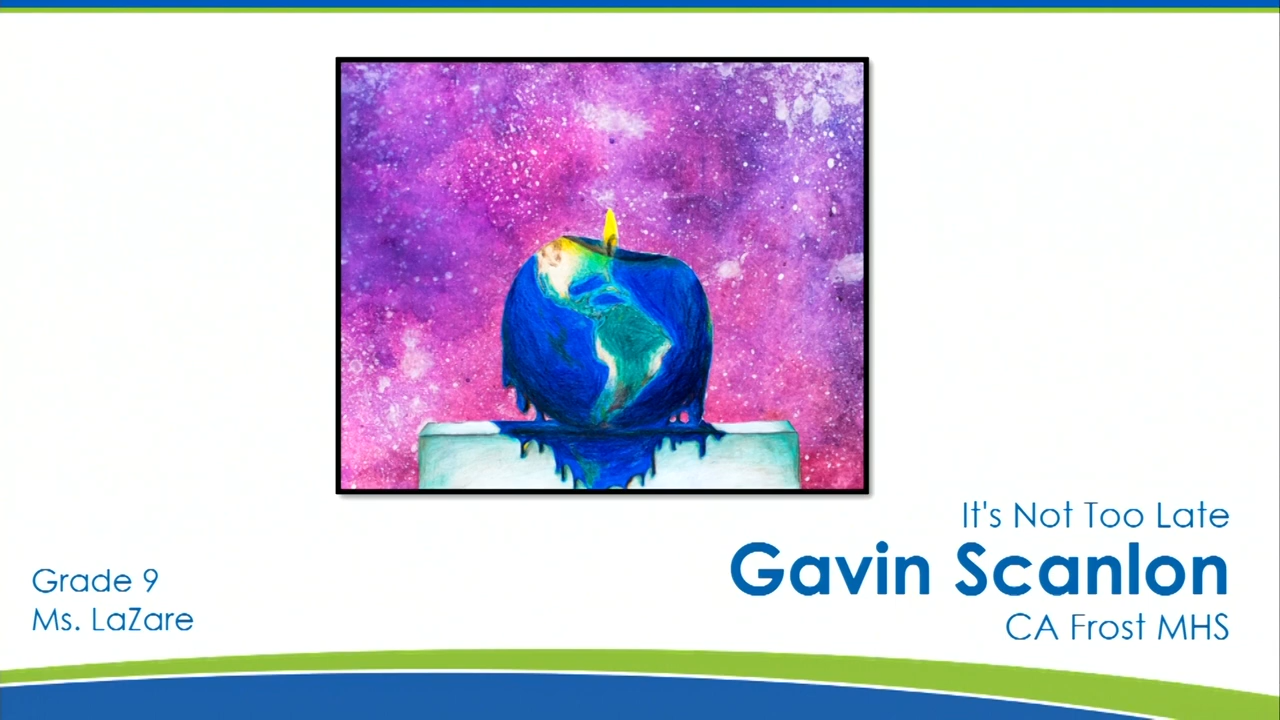 It's Not Too Late
Gavin Scanlon
CA Frost MHS
Grade 9
Ms. LaZare